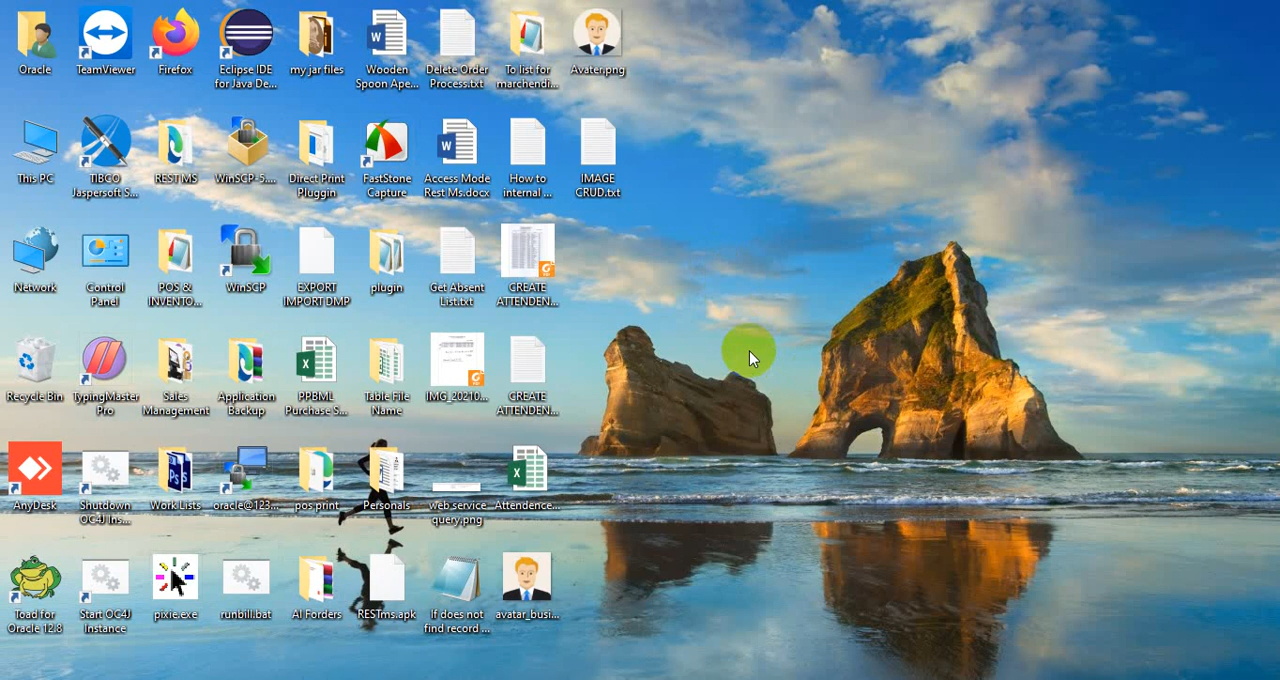 Oracle
TeamViewer
Firefox
Eclipse IDE
for Java De...
my jar files
Wooden
Spoon Ape...
Delete Order
Process.txt
To list for
marchendi...
Avater.png
This PC
TIBCO
Jaspersoft S...
REST MS
WinSCP-5....
Direct Print
Pluggin
FastStone
Capture
Access Mode
Rest Ms.docx
How to
internal ...
IMAGE
CRUD.txt
Network
Control
Panel
POS &
INVENTO...
WinSCP
EXPORT
IMPORT DMP
plugin
Get Absent
List.txt
CREATE
ATTENDEN...
Recycle Bin
TypingMaster
Pro
Sales
Management
Application
Backup
PPBML
Purchase S...
Table File
Name
IMG_20210...
CREATE
ATTENDEN...
AnyDesk
Shutdown
OC4J Ins...
Work Lists
oracle@123...
pos print
Personals
web service
query.png
Attendence...
Toad for
Oracle 12.8
Start OC4J
Instance
pixie.exe
runbill.bat
AI Forders
RESTms.apk
If does not
find record ...
avatar_busi...